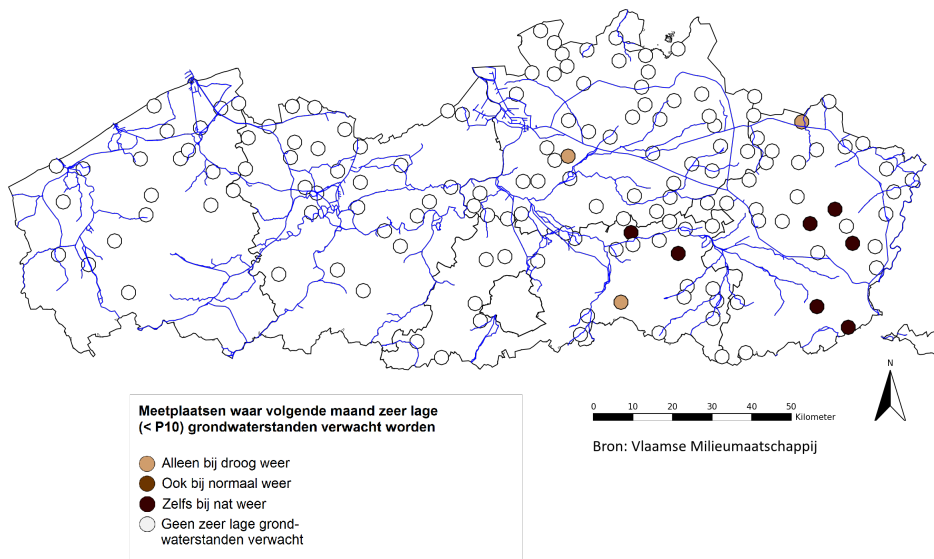 N
0 10 20 30 40 50
Kilometer
Bron: Vlaamse Milieumaatschappij
Meetplaatsen waar volgende maand zeer lage
(< P10) grondwaterstanden verwacht worden
Alleen bij droog weer
Ook bij normaal weer
Zelfs bij nat weer
Geen zeer lage grond-
waterstanden verwacht